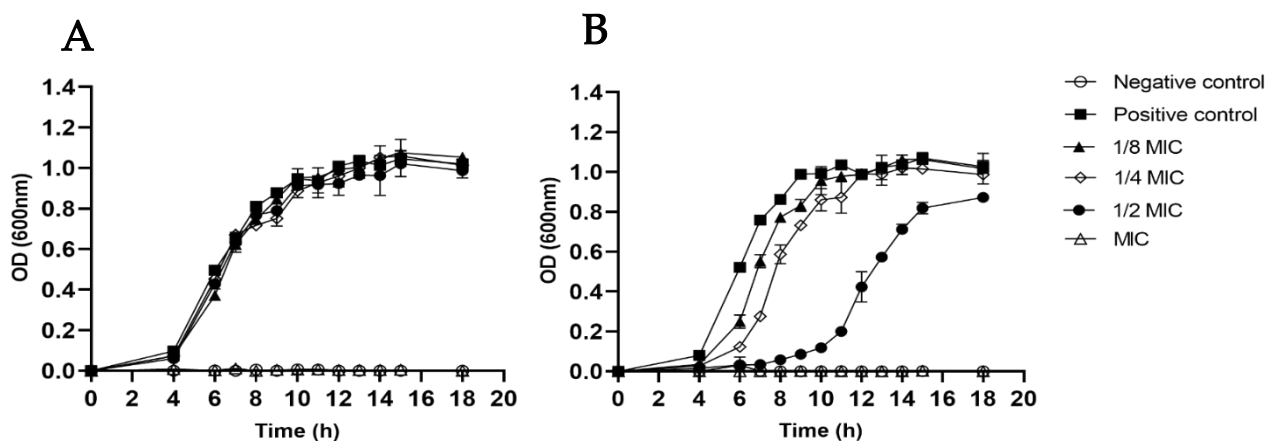 A
B
OD (600nm)
1.4
1.2
1.0
0.8
0.6
0.4
0.2
0.0
0 2 4 6 8 10 12 14 16 18 20
Time (h)
OD (600nm)
1.4
1.2
1.0
0.8
0.6
0.4
0.2
0.0
0 2 4 6 8 10 12 14 16 18 20
Time (h)
Negative control
Positive control
1/8 MIC
1/4 MIC
1/2 MIC
MIC